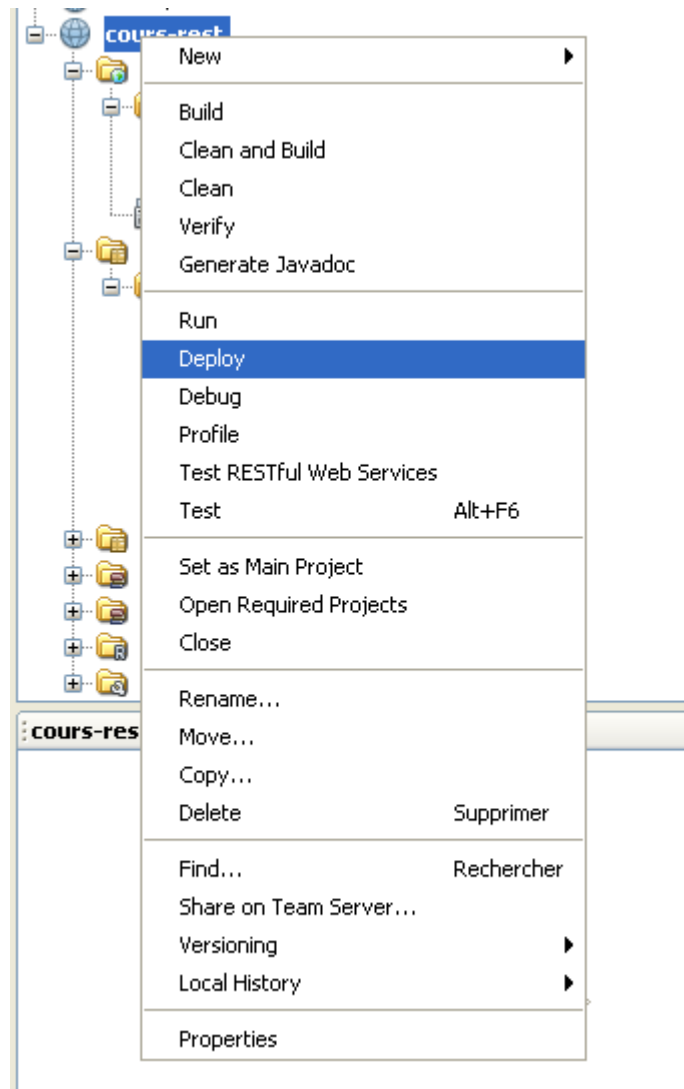 cours-rest
New
Build
Clean and Build
Clean
Verify
Generate Javadoc
Run
Deploy
Debug
Profile
Test RESTful Web Services
Test Alt+F6
Set as Main Project
Open Required Projects
Close
Rename...
cours-res
Move...
Copy...
Delete Supprimer
Find... Rechercher
Share on Team Server...
Versioning
Local History
Properties